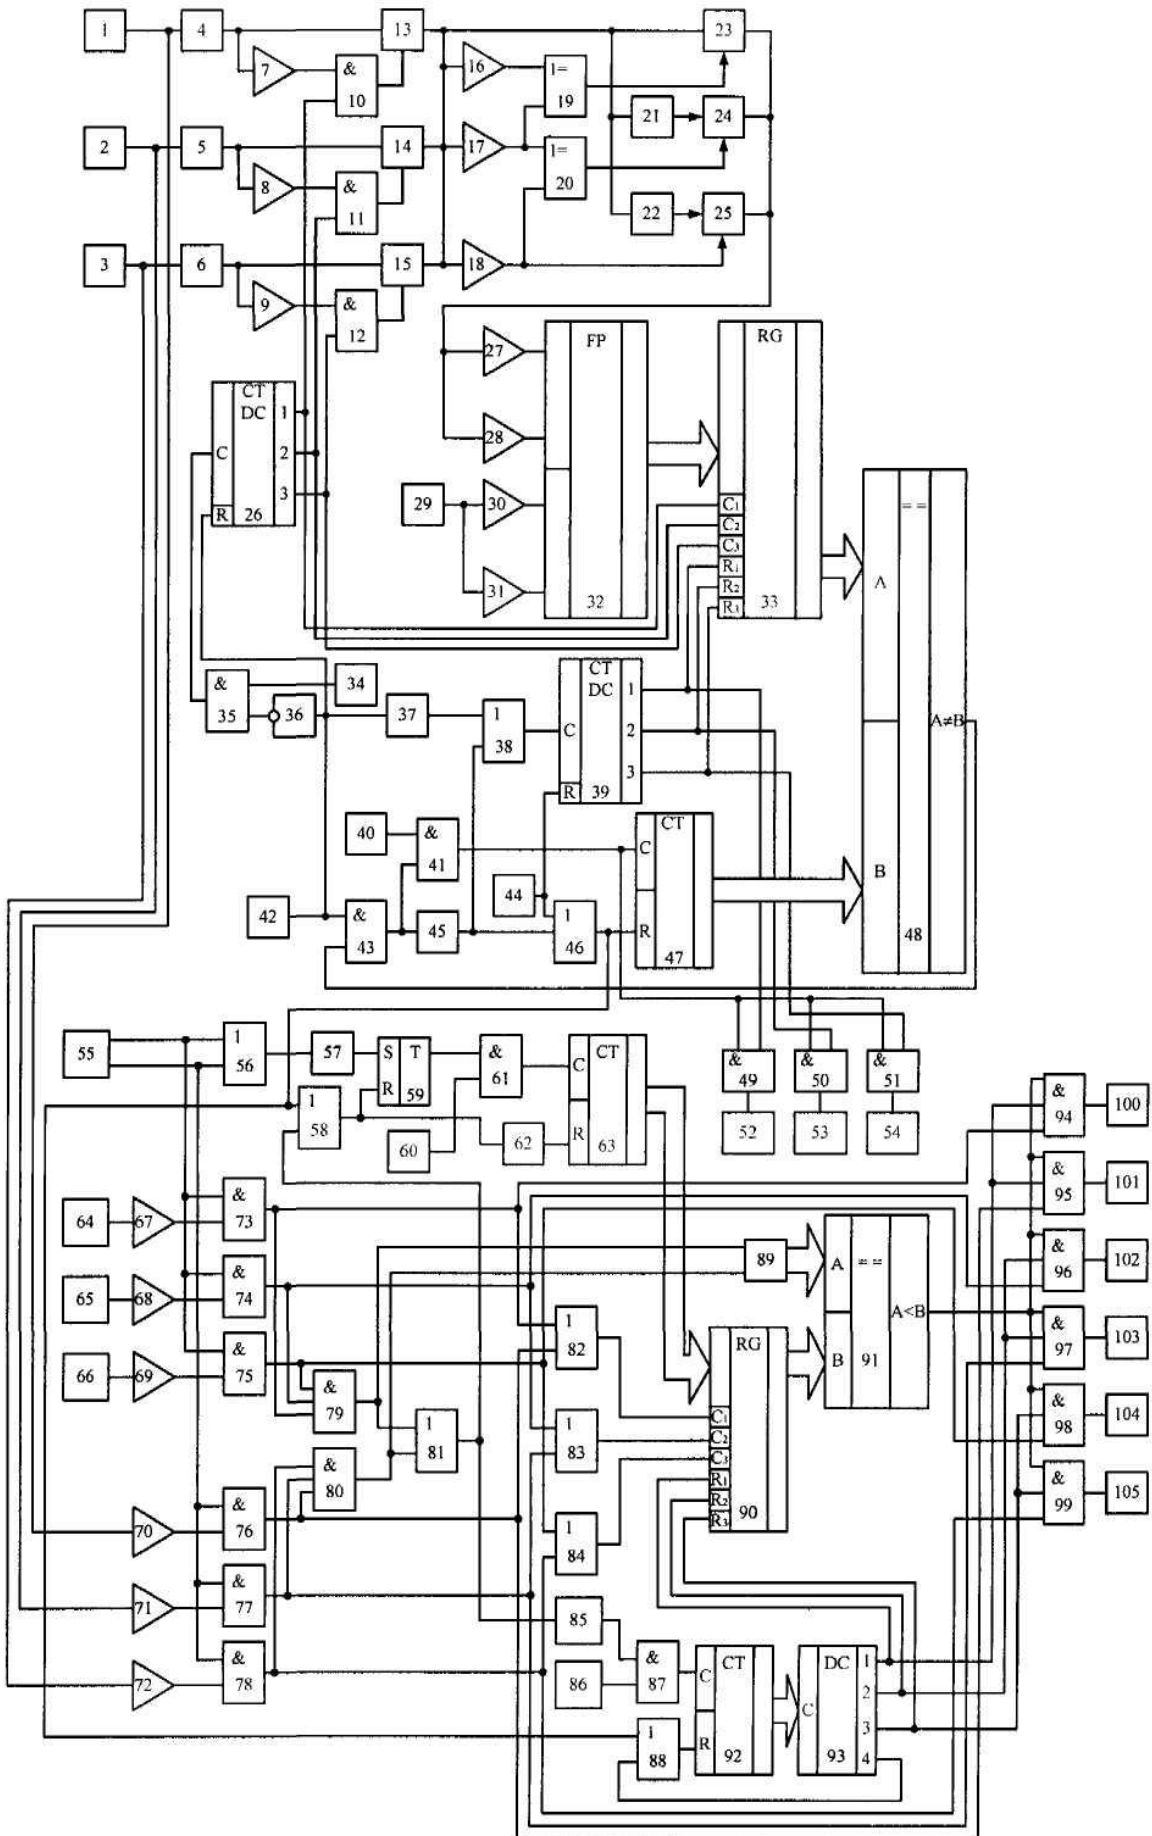 1 4 13 23
7 & 10 16 1= 19
21 24
2 5 14 17 1= 20
8 & 11
22 25
3 6 15 18
9 & 12
27 FP RG
CT DC 1
C 2 28
3
R 26
29 30 C1
C2
C3
31 R1
R2
R3
32 33
A == A≠B
B 48
& 34
35 36 37 1 38
CT DC 1
C 2
3
R 39
40 & 41
CT
C
44
42 & 43 45 1 46 R 47
55 1 56 57 S T
R 59
& 61 C CT
& 49 & 50 & 51
1 58 60 62 R 63
52 53 54
& 94 100
64 67 & 73
& 95 101
65 68 & 74
89 A == A<B
& 96 102
66 69 & 75
1 82 RG B 91
& 97 103
& 79
1 81 1 83 C1
C2
C3
& 98 104
& 80
R1
R2
R3
90
& 99 105
70 & 76
1 84
71 & 77
85
72 & 78
86 & 87 C CT
R 92
C DC 1
2
3
4
93
1 88